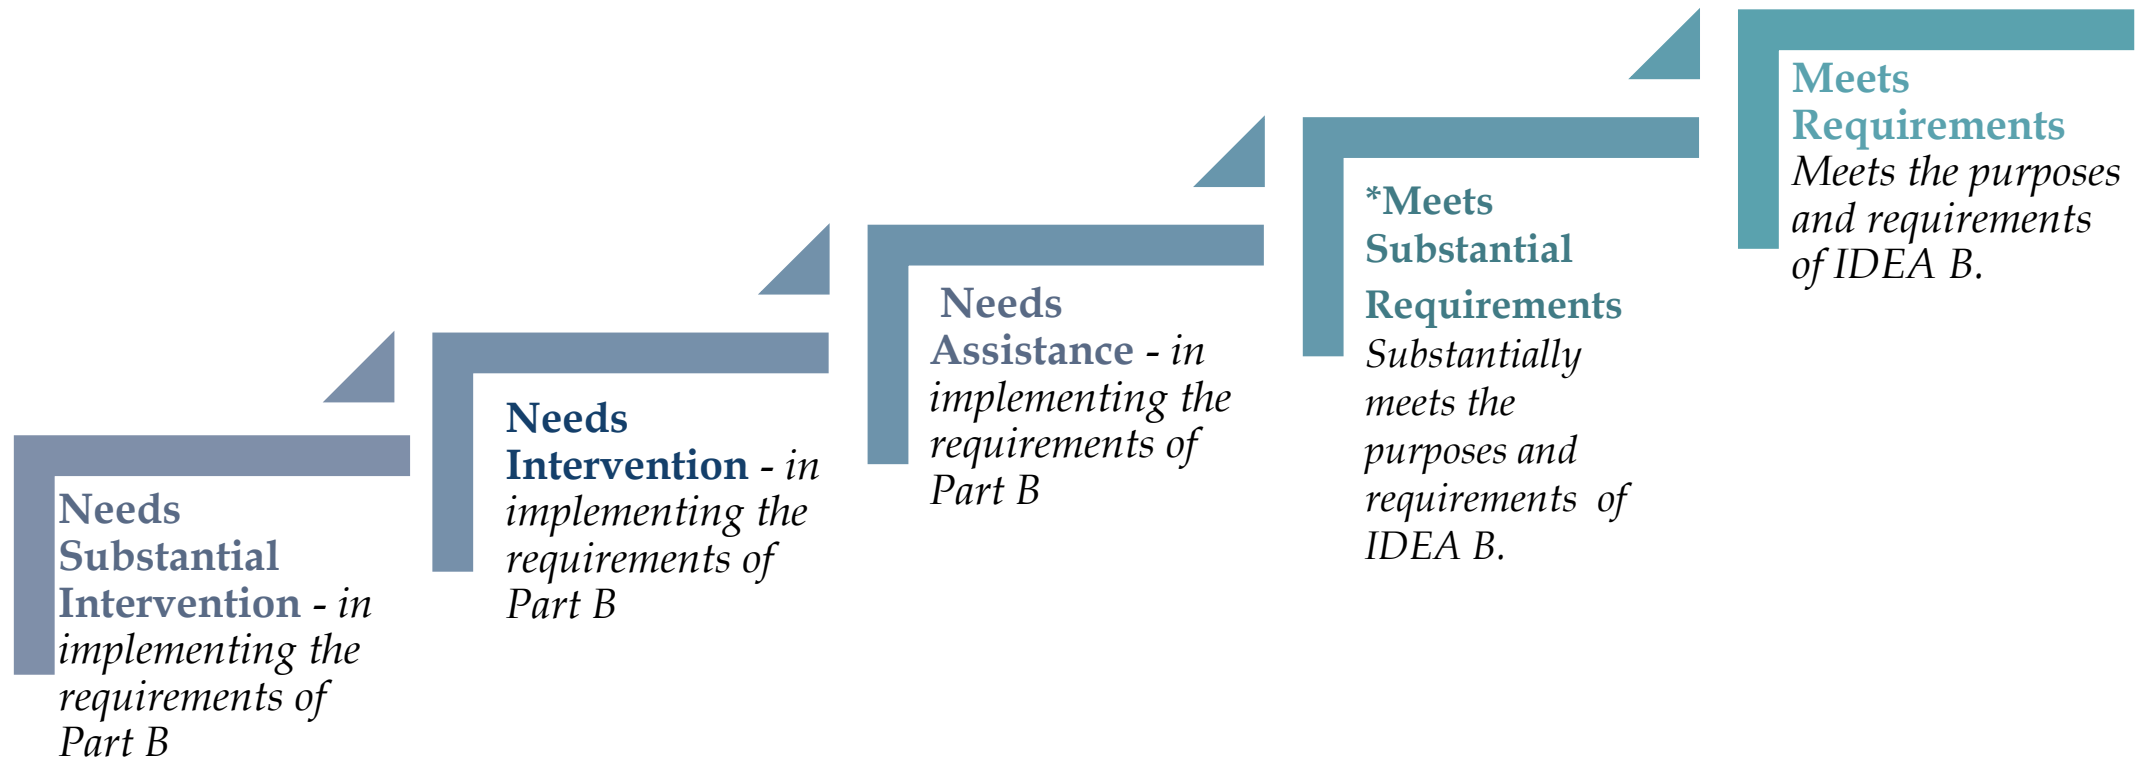 Needs
Substantial
Intervention - in
implementing the
requirements of
Part B
Needs
Intervention - in
implementing the
requirements of
Part B
Needs
Assistance - in
implementing the
requirements of
Part B
*Meets
Substantial
Requirements
Substantially
meets the
purposes and
requirements of
IDEA B.
Meets
Requirements
Meets the purposes
and requirements
of IDEA B.